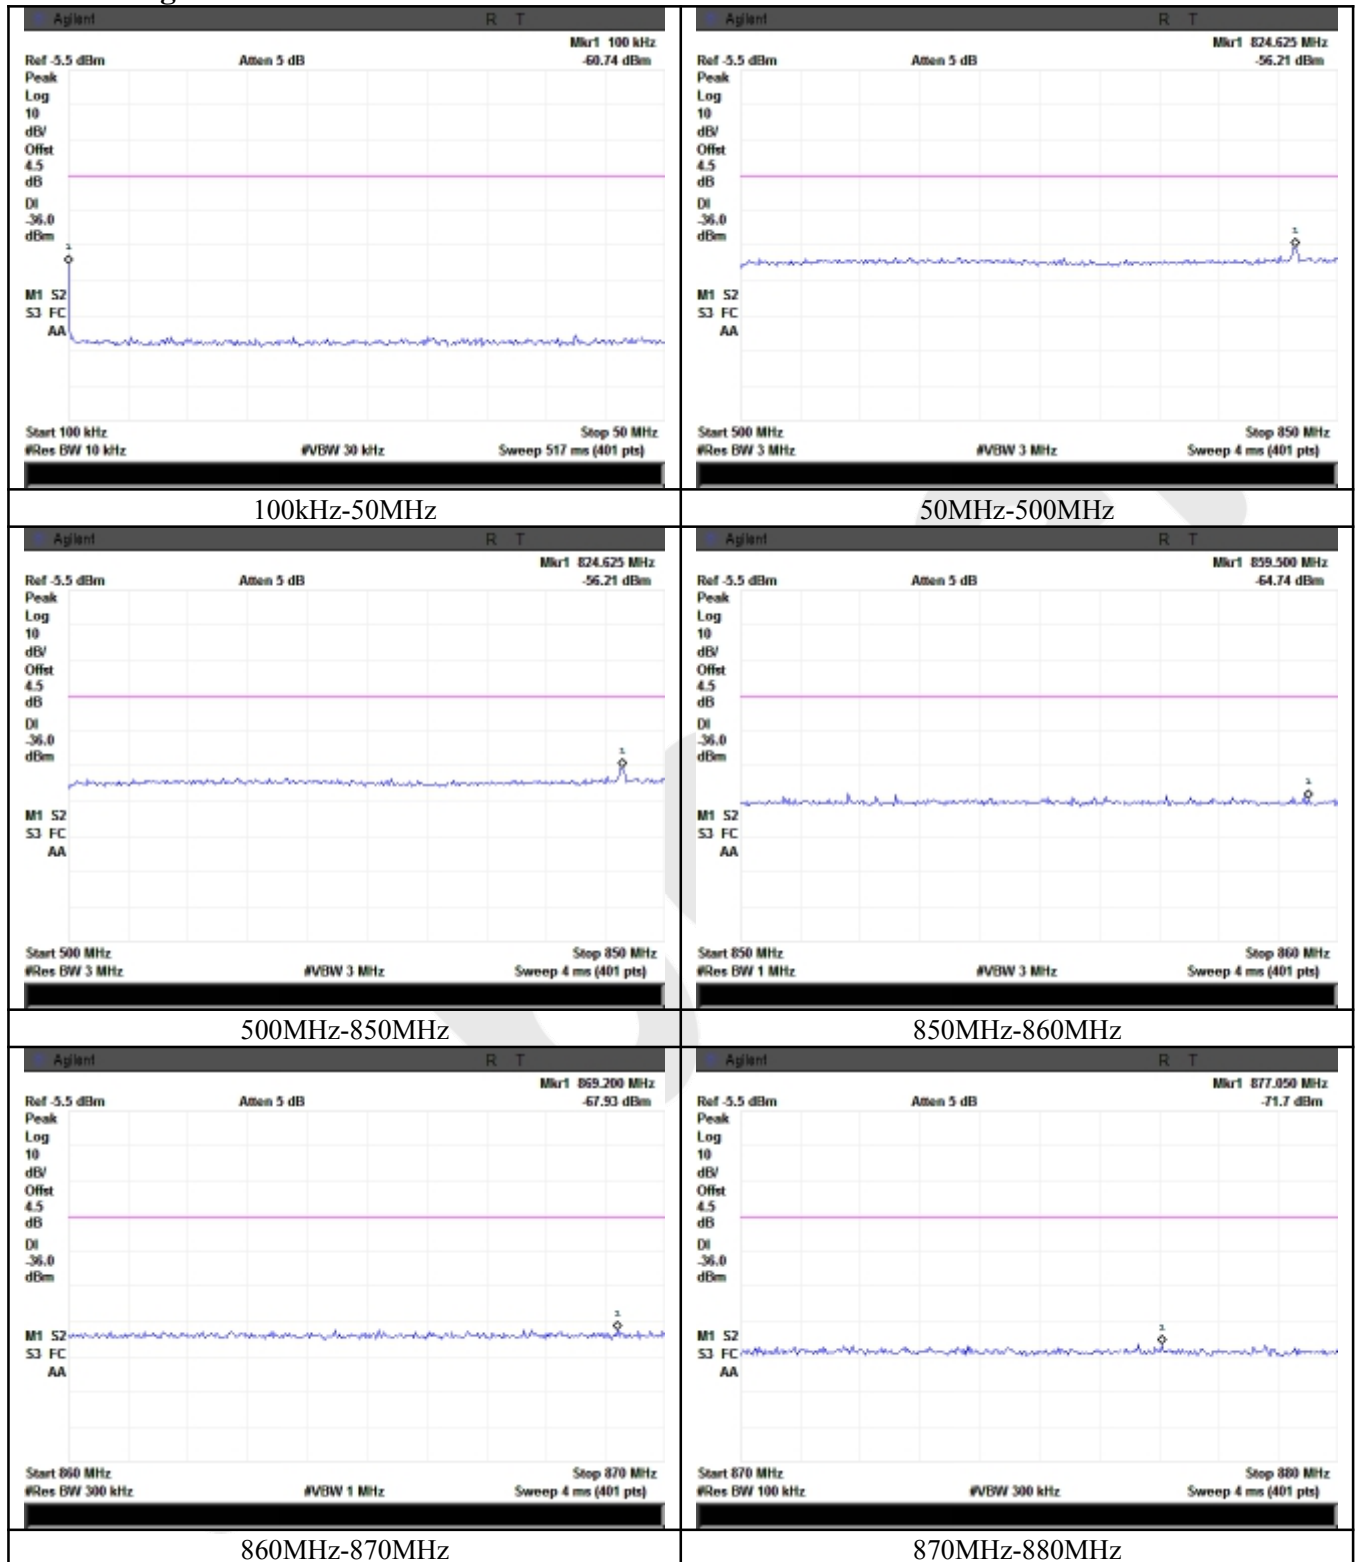 Agilent R T
Mkr1 100 kHz
Ref -5.5 dBm Atten 5 dB -60.74 dBm
Peak
Log
10
dB/
Offst
4.5
dB
DI
-36.0
dBm
1
M1 S2
S3 FC
AA
Start 100 kHz Stop 50 MHz
#Res BW 10 kHz #VBW 30 kHz Sweep 517 ms (401 pts)
100kHz-50MHz
Agilent R T
Mkr1 824.625 MHz
Ref -5.5 dBm Atten 5 dB -56.21 dBm
Peak
Log
10
dB/
Offst
4.5
dB
DI
-36.0
dBm
1
M1 S2
S3 FC
AA
Start 500 MHz Stop 850 MHz
#Res BW 3 MHz #VBW 3 MHz Sweep 4 ms (401 pts)
50MHz-500MHz
Agilent R T
Mkr1 824.625 MHz
Ref -5.5 dBm Atten 5 dB -56.21 dBm
Peak
Log
10
dB/
Offst
4.5
dB
DI
-36.0
dBm
1
M1 S2
S3 FC
AA
Start 500 MHz Stop 850 MHz
#Res BW 3 MHz #VBW 3 MHz Sweep 4 ms (401 pts)
500MHz-850MHz
Agilent R T
Mkr1 859.500 MHz
Ref -5.5 dBm Atten 5 dB -64.74 dBm
Peak
Log
10
dB/
Offst
4.5
dB
DI
-36.0
dBm
1
M1 S2
S3 FC
AA
Start 850 MHz Stop 860 MHz
#Res BW 1 MHz #VBW 3 MHz Sweep 4 ms (401 pts)
850MHz-860MHz
Agilent R T
Mkr1 869.200 MHz
Ref -5.5 dBm Atten 5 dB -67.93 dBm
Peak
Log
10
dB/
Offst
4.5
dB
DI
-36.0
dBm
1
M1 S2
S3 FC
AA
Start 860 MHz Stop 870 MHz
#Res BW 300 kHz #VBW 1 MHz Sweep 4 ms (401 pts)
860MHz-870MHz
Agilent R T
Mkr1 877.050 MHz
Ref -5.5 dBm Atten 5 dB -71.7 dBm
Peak
Log
10
dB/
Offst
4.5
dB
DI
-36.0
dBm
1
M1 S2
S3 FC
AA
Start 870 MHz Stop 880 MHz
#Res BW 100 kHz #VBW 300 kHz Sweep 4 ms (401 pts)
870MHz-880MHz